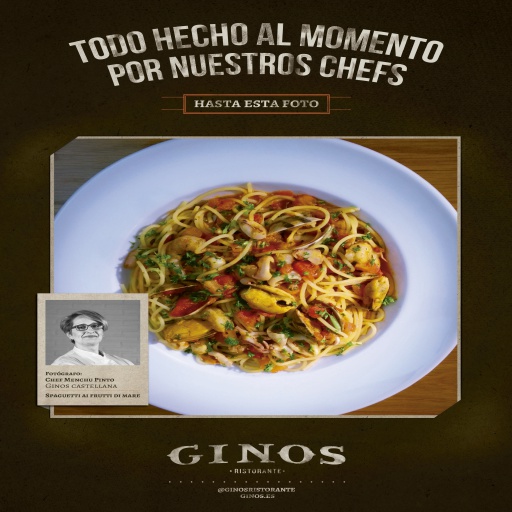 TODO HECHO AL MOMENTO
POR NUESTROS CHEFS
HASTA ESTA FOTO
FOTÓGRAFO:
CHEF MENCHU PINTO
GINOS CASTELLANA
SPAGUETTI AI FRUTTI DI MARE
GINOS
• RISTORANTE •
@GINOSRISTORANTE
GINOS.ES